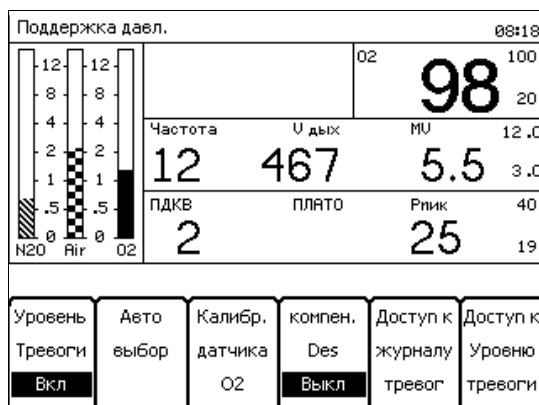 Поддержка давл. 08:18
12 12 O2 98 100
8 8 20
4 4 Частота V дых MV 12.0
2 2 12 467 5.5
1 1 3.0
.5 .5 ПДКВ ПЛАТО Рпик 40
0 0 2 25 19
N2O Air O2
Уровень Авто Калибр. компен. Доступ к Доступ к
Тревоги выбор датчика Des журналу Уровню
Вкл O2 Выкл тревог тревоги